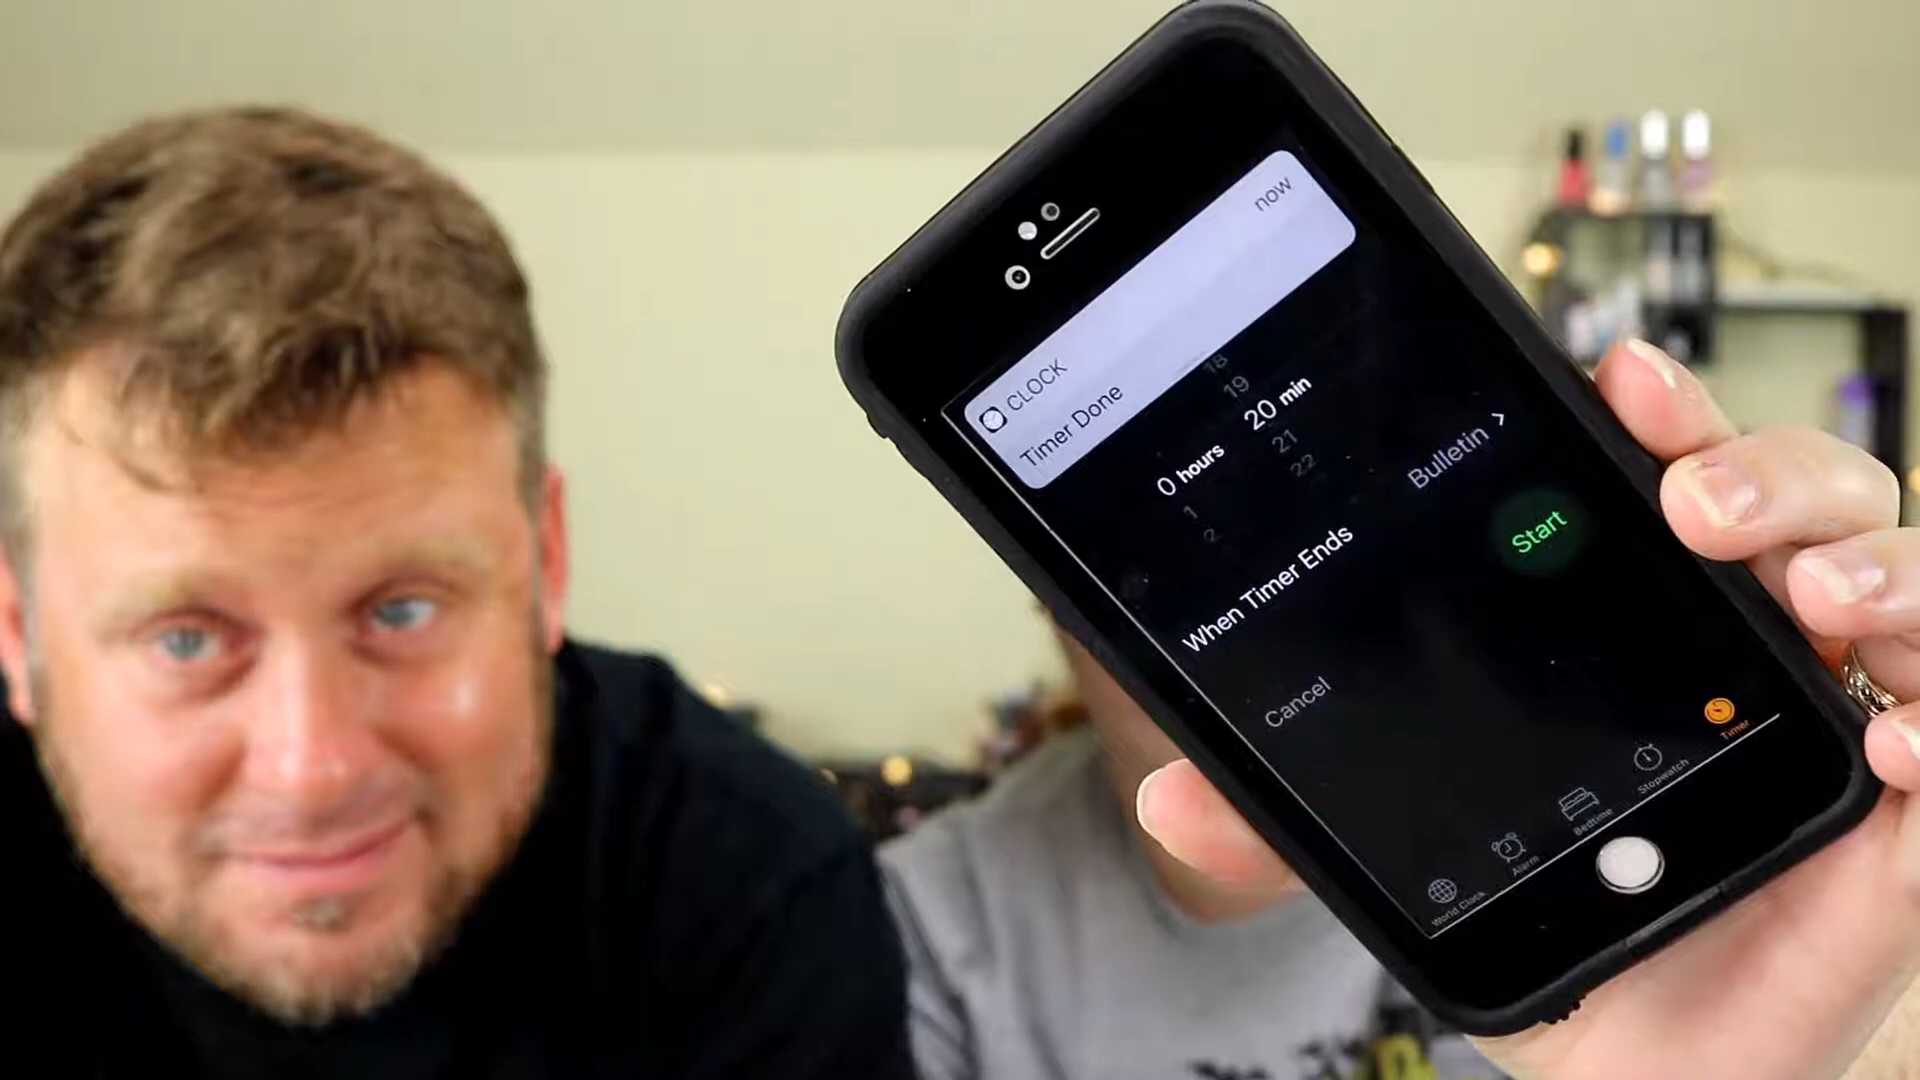 CLOCK now
Timer Done
18
19
0 hours 20 min
1 21
2 22
When Timer Ends Bulletin >
Cancel Start
World Clock Alarm Bedtime Stopwatch Timer